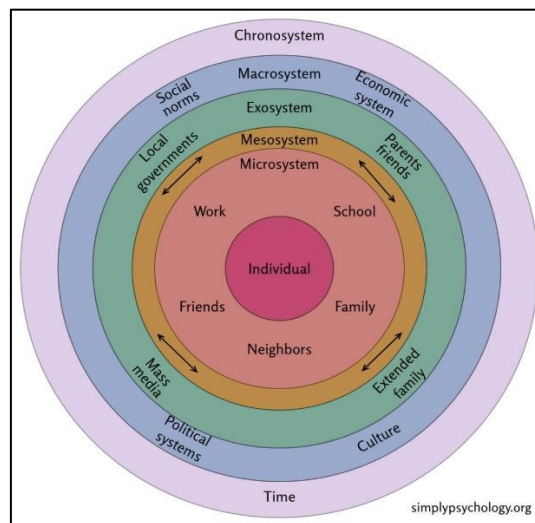 Chronosystem
Macrosystem
Social
norms
Economic
system
Exosystem
Local
governments
Parents
friends
Mesosystem
Microsystem
Work
School
Individual
Friends
Family
Neighbors
Mass
media
Extended
family
Political
systems
Culture
Time
simplypsychology.org